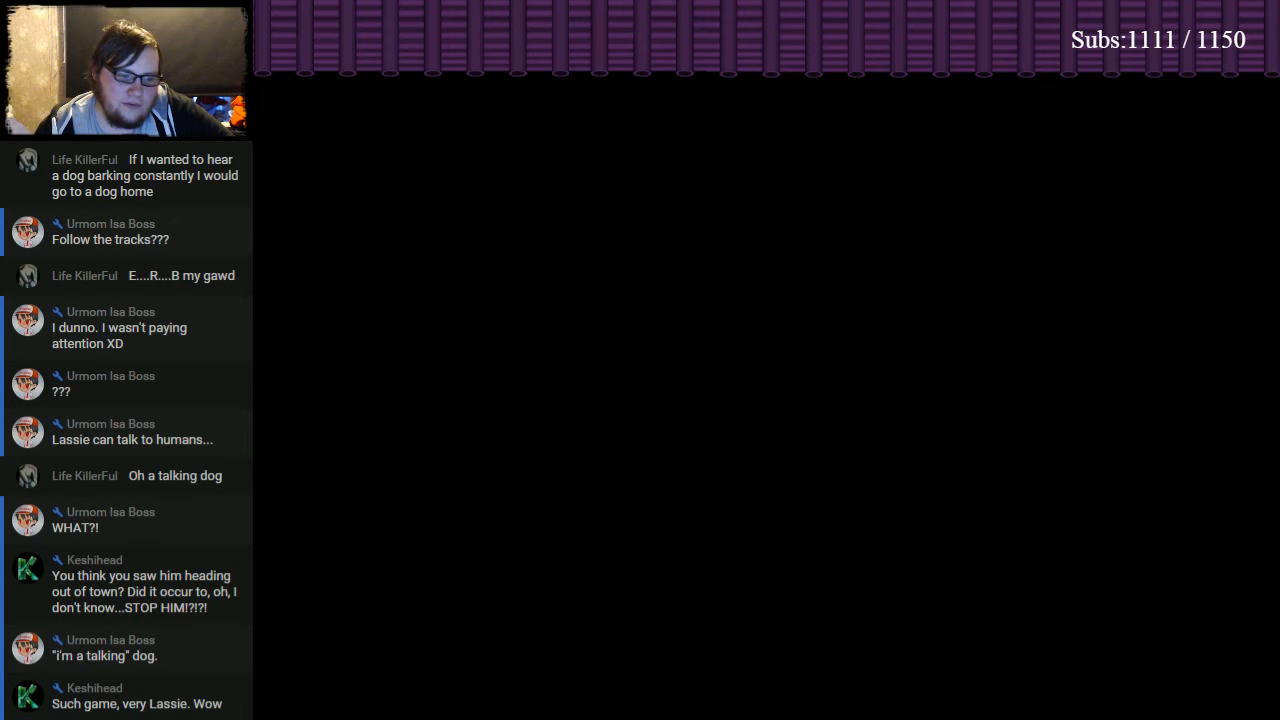 Subs:1111 / 1150
Life KillerFul If I wanted to hear
a dog barking constantly I would
go to a dog home
Urmom Isa Boss
Follow the tracks???
Life KillerFul E....R....B my gawd
Urmom Isa Boss
I dunno. I wasn't paying
attention XD
Urmom Isa Boss
???
Urmom Isa Boss
Lassie can talk to humans...
Life KillerFul Oh a talking dog
Urmom Isa Boss
WHAT?!
Keshihead
You think you saw him heading
out of town? Did it occur to, oh, I
don't know...STOP HIM!?!?!
Urmom Isa Boss
"i'm a talking" dog.
Keshihead
Such game, very Lassie. Wow